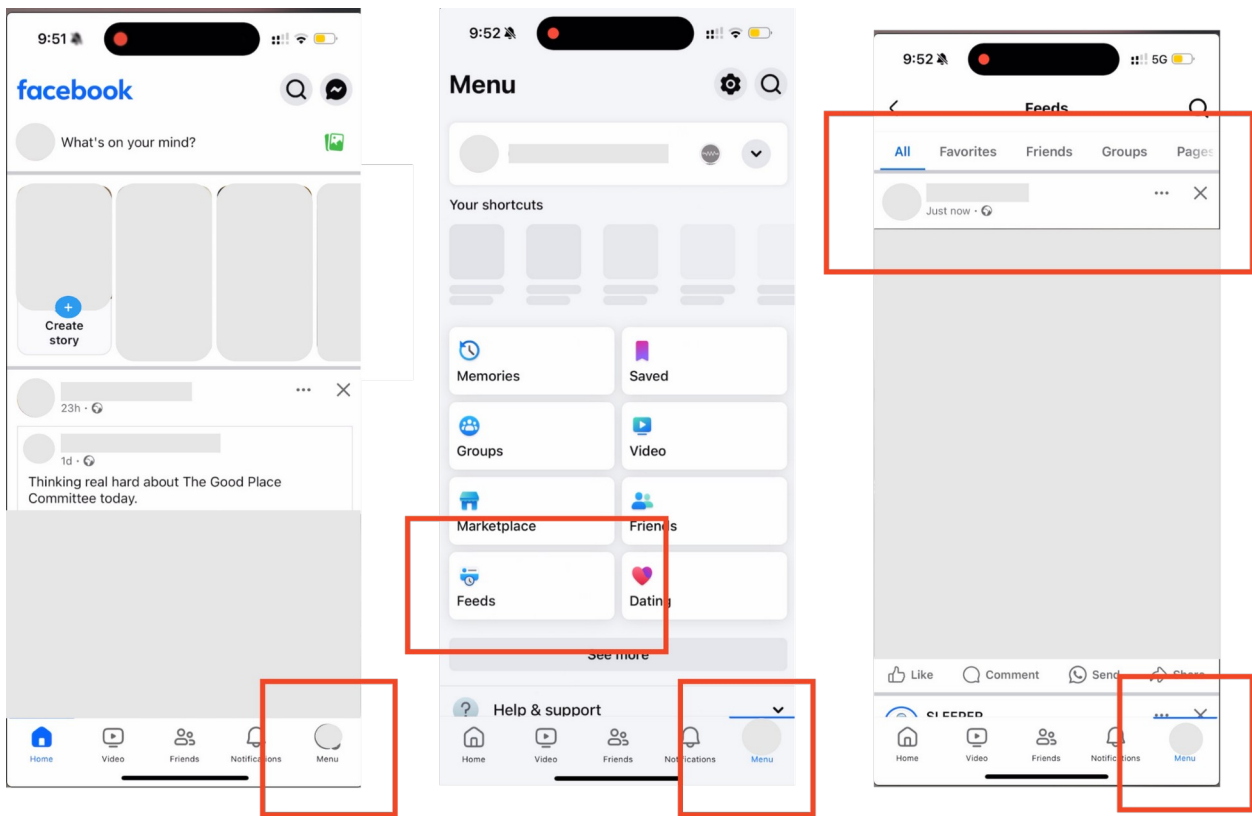 9:51
facebook
What's on your mind?
Create
story
23h ·
1d ·
Thinking real hard about The Good Place
Committee today.
Home
Video
Friends
Notifications
Menu
9:52
Menu
Your shortcuts
Memories
Saved
Groups
Video
Marketplace
Friends
Feeds
Dating
See more
? Help & support
Home
Video
Friends
Notifications
Menu
9:52
5G
Feeds
All
Favorites
Friends
Groups
Pages
Just now ·
Like
Comment
Send
Share
SLEEPER
Home
Video
Friends
Notifications
Menu